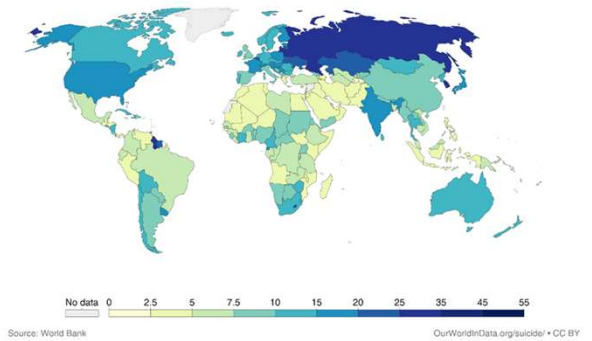 No data 0 2.5 5 7.5 10 15 20 25 35 45 55
Source: World Bank OurWorldInData.org/suicide/ • CC BY